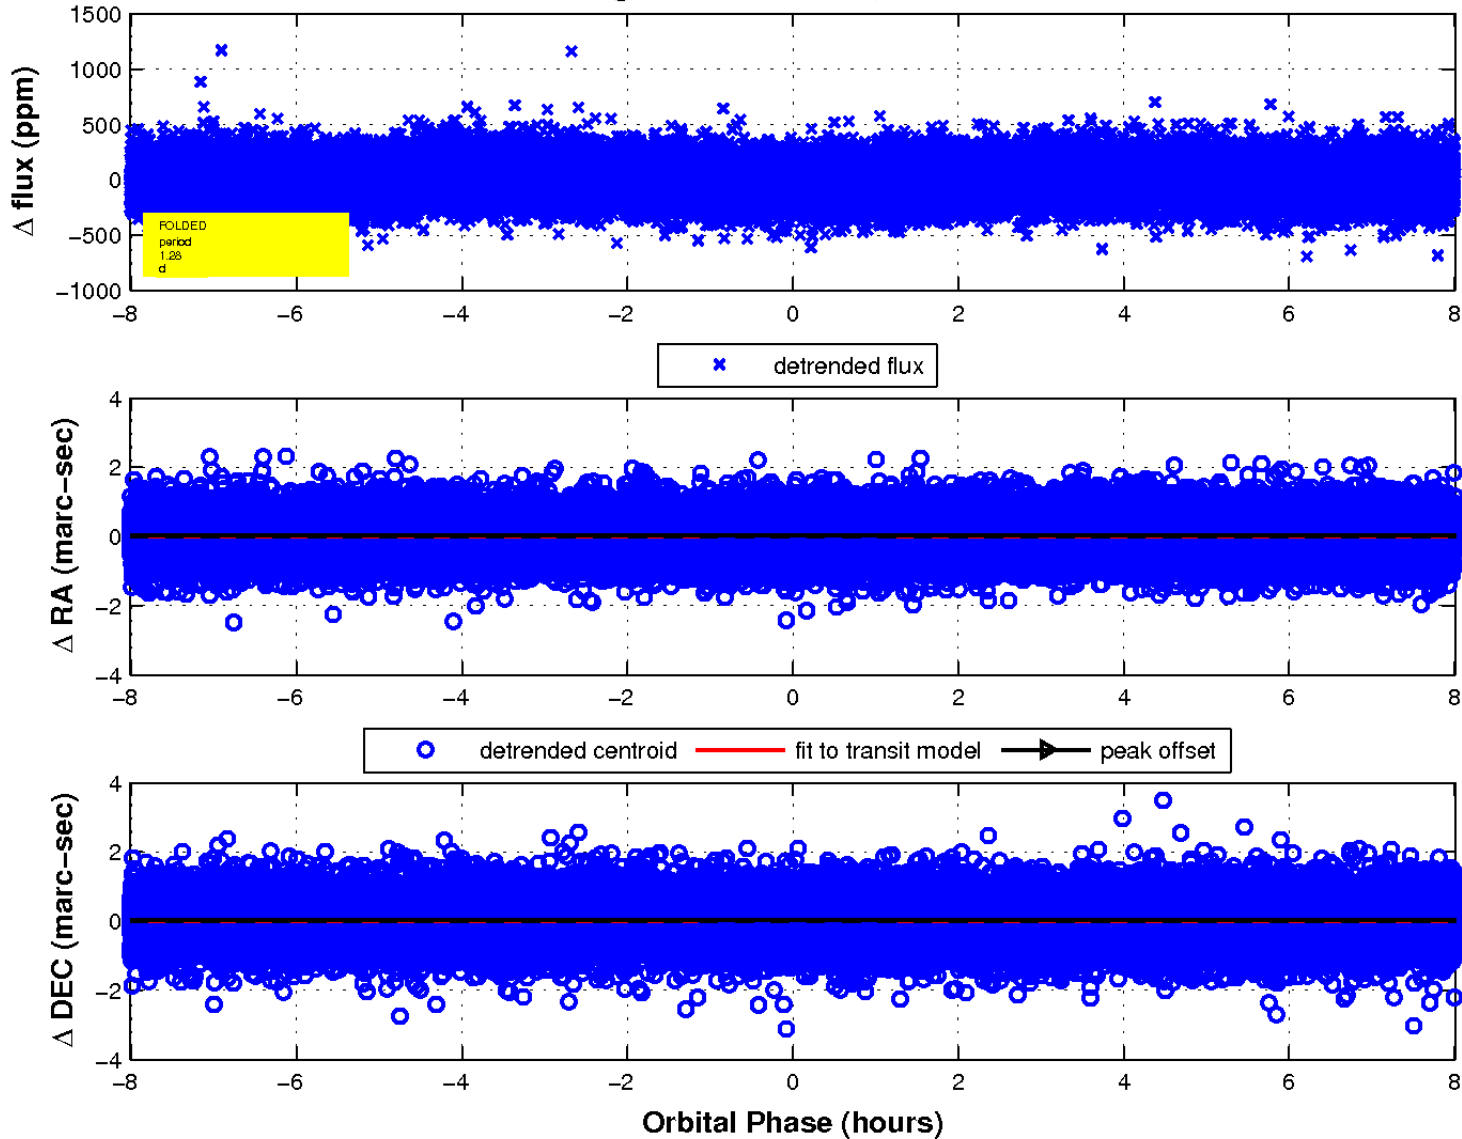 1500
1000
500
0
−500
−1000
Δ flux (ppm)
FOLDED
period
1.28
d
−8 −6 −4 −2 0 2 4 6 8
detrended flux
4
2
0
−2
−4
Δ RA (marc−sec)
−8 −6 −4 −2 0 2 4 6 8
detrended centroid fit to transit model peak offset
4
2
0
−2
−4
Δ DEC (marc−sec)
−8 −6 −4 −2 0 2 4 6 8
Orbital Phase (hours)